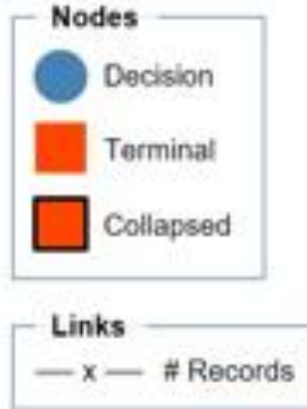 Nodes
Decision
Terminal
Collapsed
Links
— x — # Records